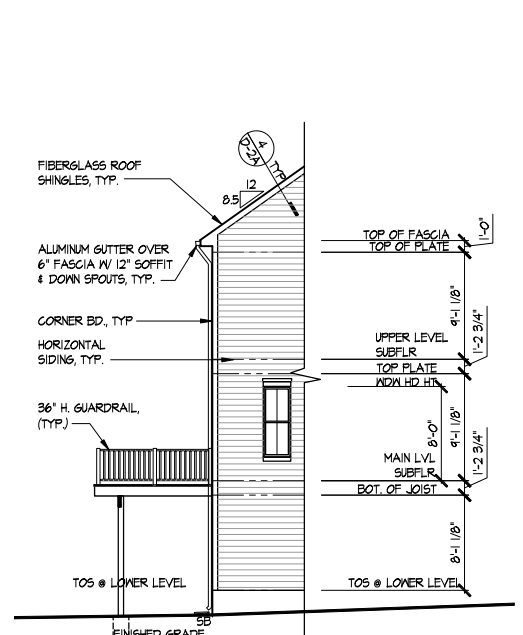 4
D-2A
TYP.
12
8.5
FIBERGLASS ROOF
SHINGLES, TYP.
ALUMINUM GUTTER OVER
6" FASCIA W/ 12" SOFFIT
& DOWN SPOUTS, TYP.
CORNER BD., TYP
HORIZONTAL
SIDING, TYP.
36" H. GUARDRAIL,
(TYP.)
TOS @ LOWER LEVEL
SB
FINISHED GRADE
TOP OF FASCIA
TOP OF PLATE
UPPER LEVEL
SUBFLR
TOP PLATE
WDW HD HT
MAIN LVL
SUBFLR
BOT. OF JOIST
TOS @ LOWER LEVEL
1'-0"
9'-1 1/8"
1'-2 3/4"
8'-0"
9'-1 1/8"
1'-2 3/4"
8'-1 1/8"